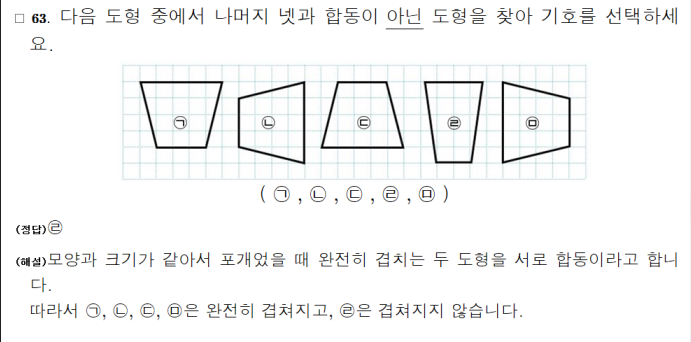 □ 63. 다음 도형 중에서 나머지 넷과 합동이 아닌 도형을 찾아 기호를 선택하세
요.
㉠ ㉡ ㉢ ㉣ ㉤
( ㉠ , ㉡ , ㉢ , ㉣ , ㉤ )
(정답)㉣
(해설)모양과 크기가 같아서 포개었을 때 완전히 겹치는 두 도형을 서로 합동이라고 합니
다.
따라서 ㉠, ㉡, ㉢, ㉤은 완전히 겹쳐지고, ㉣은 겹쳐지지 않습니다.